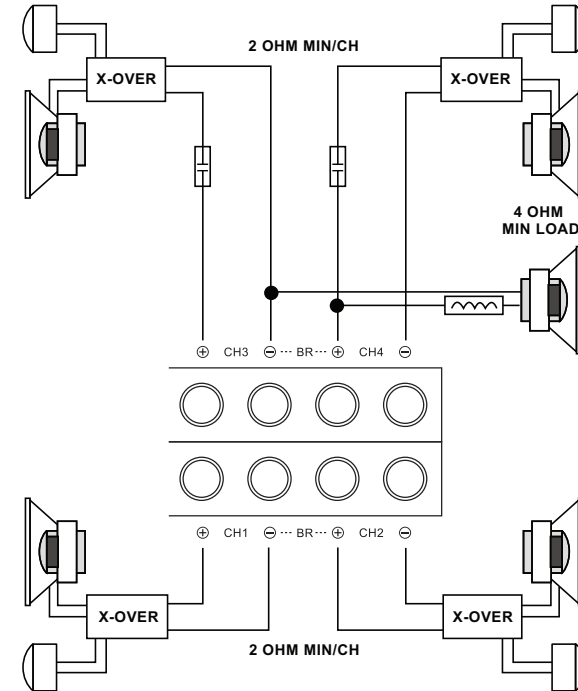 2 OHM MIN/CH
X-OVER X-OVER
4 OHM
MIN LOAD
⊕ CH3 ⊖ --- BR --- ⊕ CH4 ⊖
⊕ CH1 ⊖ --- BR --- ⊕ CH2 ⊖
X-OVER X-OVER
2 OHM MIN/CH